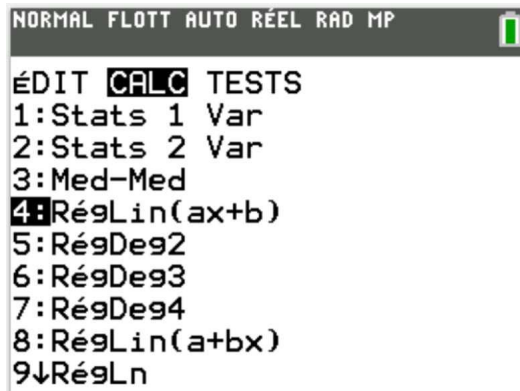 NORMAL FLOTT AUTO RÉEL RAD MP
ÉDIT CALC TESTS
1:Stats 1 Var
2:Stats 2 Var
3:Med-Med
4:RégLin(ax+b)
5:RégDeg2
6:RégDeg3
7:RégDeg4
8:RégLin(a+bx)
9↓RégLn